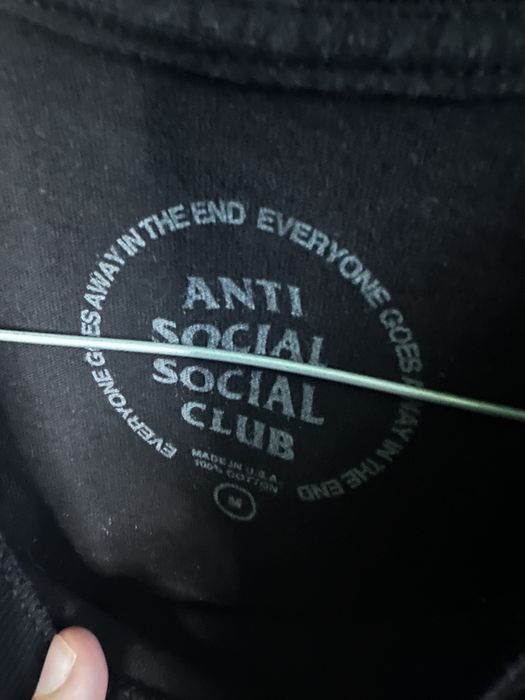 EVERYONE GOES AWAY IN THE END
EVERYONE GOES AWAY IN THE END
ANTI
SOCIAL
SOCIAL
CLUB
MADE IN U.S.A.
100% COTTON
M